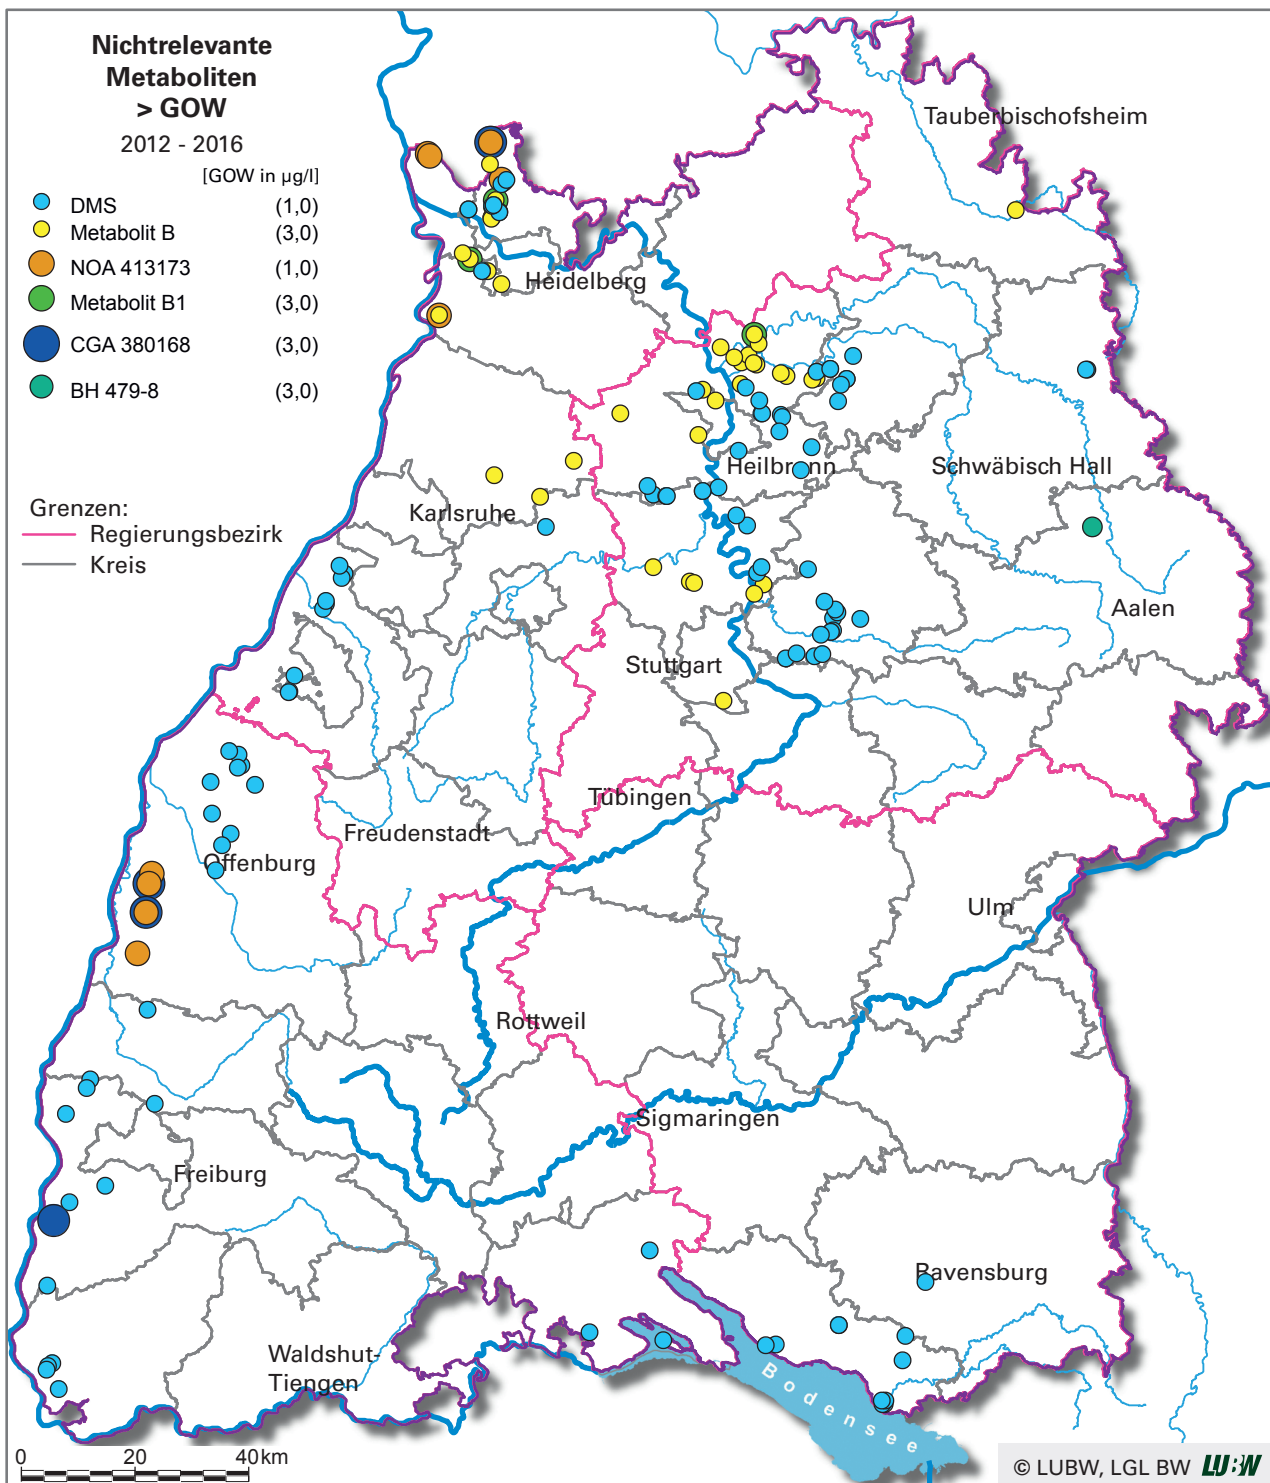 Nichtrelevante
Metaboliten
> GOW
2012 - 2016
[GOW in µg/l]
DMS (1,0)
Metabolit B (3,0)
NOA 413173 (1,0)
Metabolit B1 (3,0)
CGA 380168 (3,0)
BH 479-8 (3,0)
Grenzen:
Regierungsbezirk
Kreis
Tauberbischofsheim
Heidelberg
Heilbronn
Schwäbisch Hall
Karlsruhe
Aalen
Stuttgart
Tübingen
Freudenstadt
Offenburg
Ulm
Rottweil
Sigmaringen
Freiburg
Ravensburg
Waldshut-
Tiengen
Bodensee
0 20 40 km
© LUBW, LGL BW LUBW